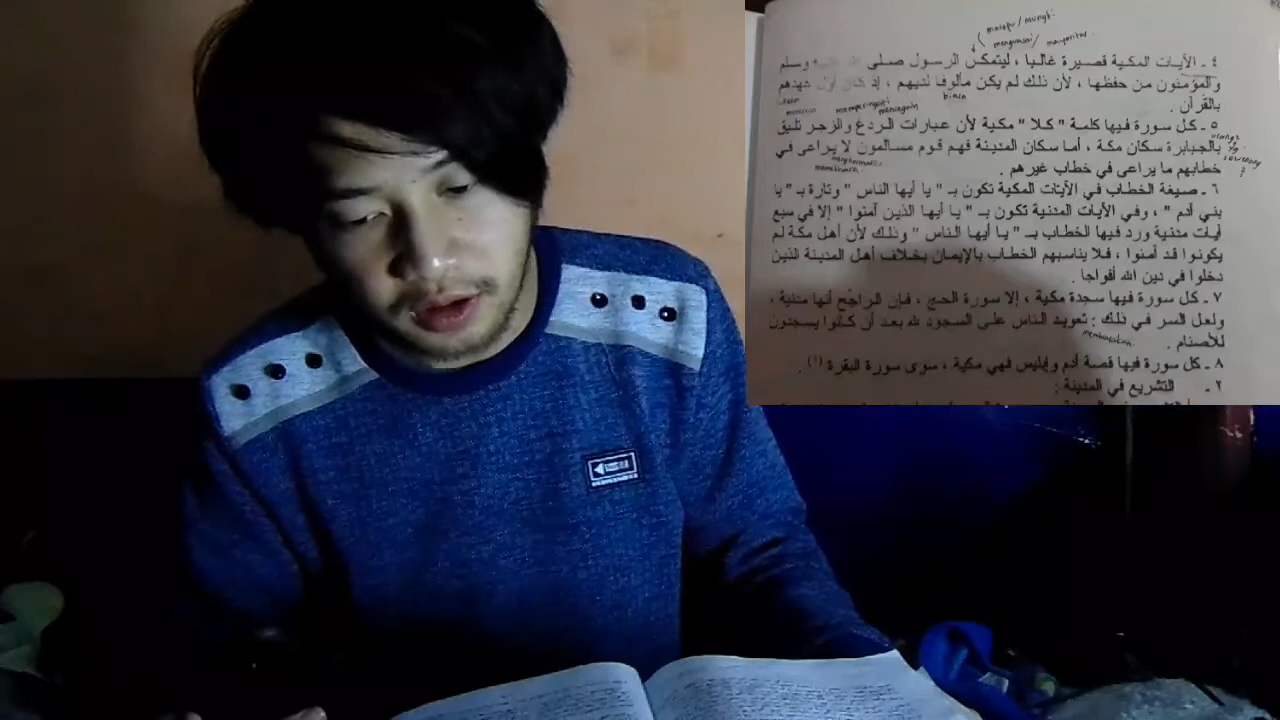 mampu/mungkin
menguasai/mayoritas
٤ ـ الآيات المكية قصيرة غالبا ، ليتمكن الرسول صلى الله عليه وسلم
والمؤمنون من حفظها ، لأن ذلك لم يكن مألوفا لديهم ، إذ كان أول عهدهم
biasa
بالقرآن .
memperingati
٥ ـ كل سورة فيها كلمة " كلا " مكية لأن عبارات الردع والزجر تليق
بالجبابرة سكان مكة ، أما سكان المدينة فهم قوم مسالمون لا يراعى في
خطابهم ما يراعى في خطاب غيرهم .
٦ ـ صيغة الخطاب في الآيات المكية تكون بـ " يا أيها الناس " وتارة بـ " يا
بني آدم " ، وفي الآيات المدنية تكون بـ " يا أيها الذين آمنوا " إلا في سبع
آيات مدنية ورد فيها الخطاب بـ " يا أيها الناس " وذلك لأن أهل مكة لم
يكونوا قد آمنوا ، فلا يناسبهم الخطاب بالإيمان بخلاف أهل المدينة الذين
دخلوا في دين الله أفواجا .
٧ ـ كل سورة فيها سجدة مكية ، إلا سورة الحج ، فإن الراجح أنها مدنية ،
ولعل السر في ذلك : تعويد الناس على السجود لله بعد أن كانوا يسجدون
membiasakan
للأصنام .
٨ ـ كل سورة فيها قصة آدم وإبليس فهي مكية ، سوى سورة البقرة (١) .
٢ ـ التشريع في المدينة :